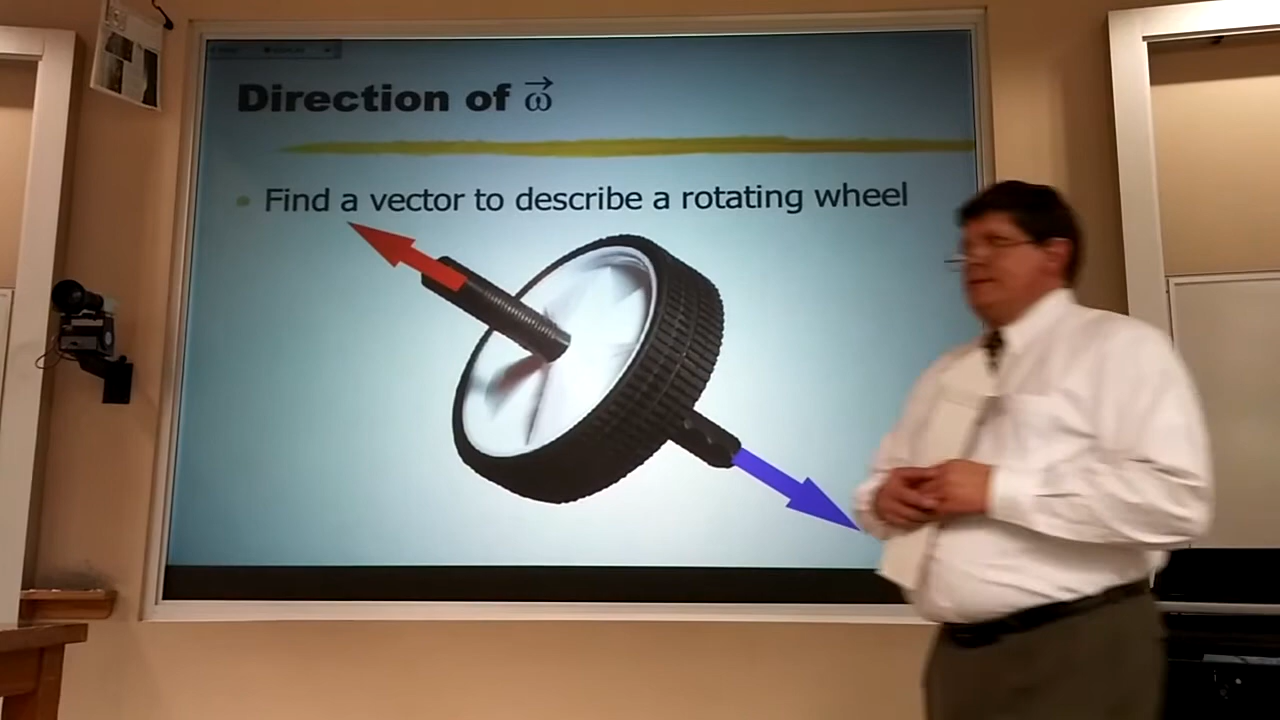 Direction of ω⃗
• Find a vector to describe a rotating wheel